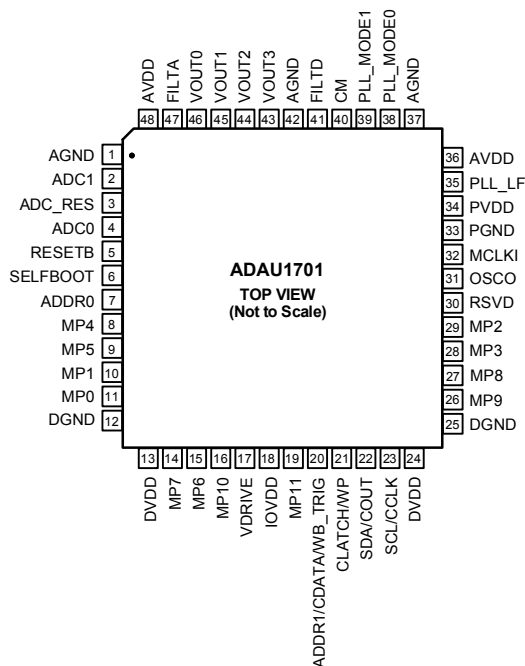 AVDD
FILTA
VOUT0
VOUT1
VOUT2
VOUT3
AGND
FILTD
CM
PLL_MODE1
PLL_MODE0
AGND
48
47
46
45
44
43
42
41
40
39
38
37
AGND 1
ADC1 2
ADC_RES 3
ADC0 4
RESETB 5
SELFBOOT 6
ADDR0 7
MP4 8
MP5 9
MP1 10
MP0 11
DGND 12
ADAU1701
TOP VIEW
(Not to Scale)
36 AVDD
35 PLL_LF
34 PVDD
33 PGND
32 MCLKI
31 OSCO
30 RSVD
29 MP2
28 MP3
27 MP8
26 MP9
25 DGND
13
14
15
16
17
18
19
20
21
22
23
24
DVDD
MP7
MP6
MP10
VDRIVE
IOVDD
MP11
ADDR1/CDATA/WB_TRIG
CLATCH/WP
SDA/COUT
SCL/CCLK
DVDD